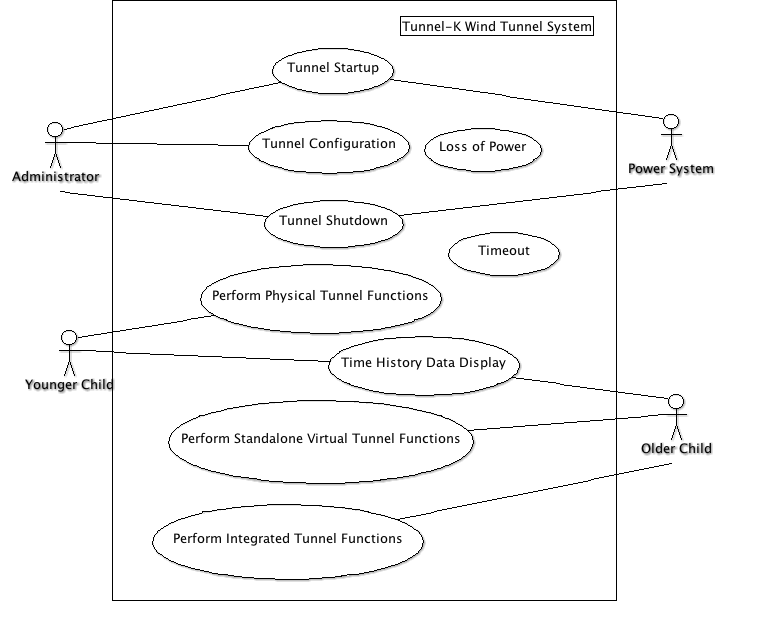 Tunnel-K Wind Tunnel System
Tunnel Startup
Tunnel Configuration
Loss of Power
Administrator
Power System
Tunnel Shutdown
Timeout
Perform Physical Tunnel Functions
Time History Data Display
Younger Child
Perform Standalone Virtual Tunnel Functions
Older Child
Perform Integrated Tunnel Functions